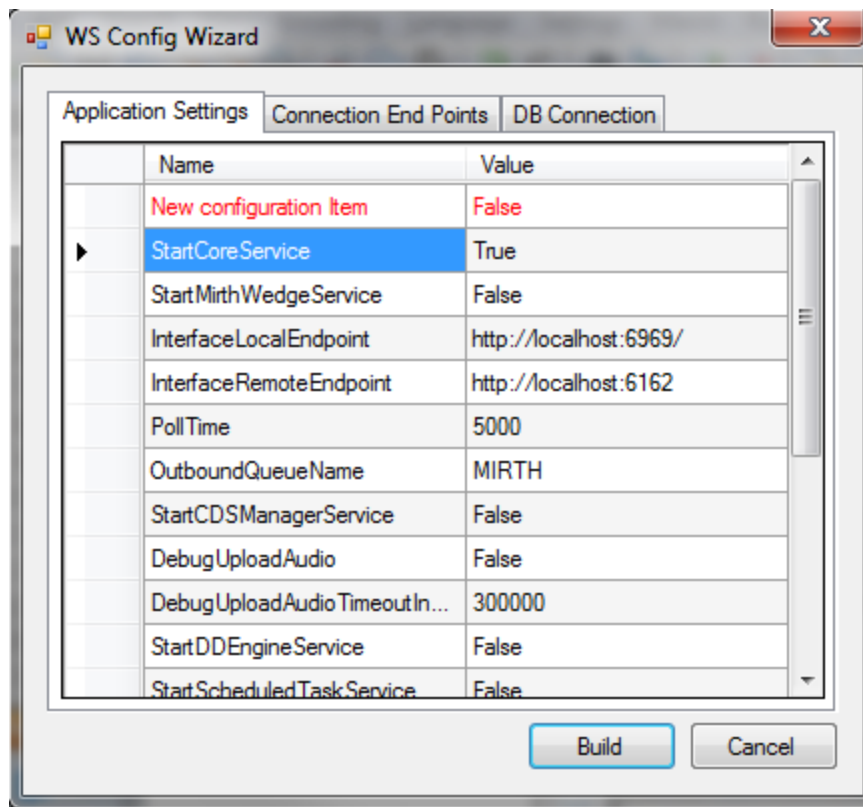 WS Config Wizard
Application Settings Connection End Points DB Connection
Name Value
New configuration Item False
StartCoreService True
StartMirthWedgeService False
InterfaceLocalEndpoint http://localhost:6969/
InterfaceRemoteEndpoint http://localhost:6162
PollTime 5000
OutboundQueueName MIRTH
StartCDSManagerService False
DebugUploadAudio False
DebugUploadAudioTimeoutIn... 300000
StartDDEngineService False
StartScheduledTaskService False
Build Cancel